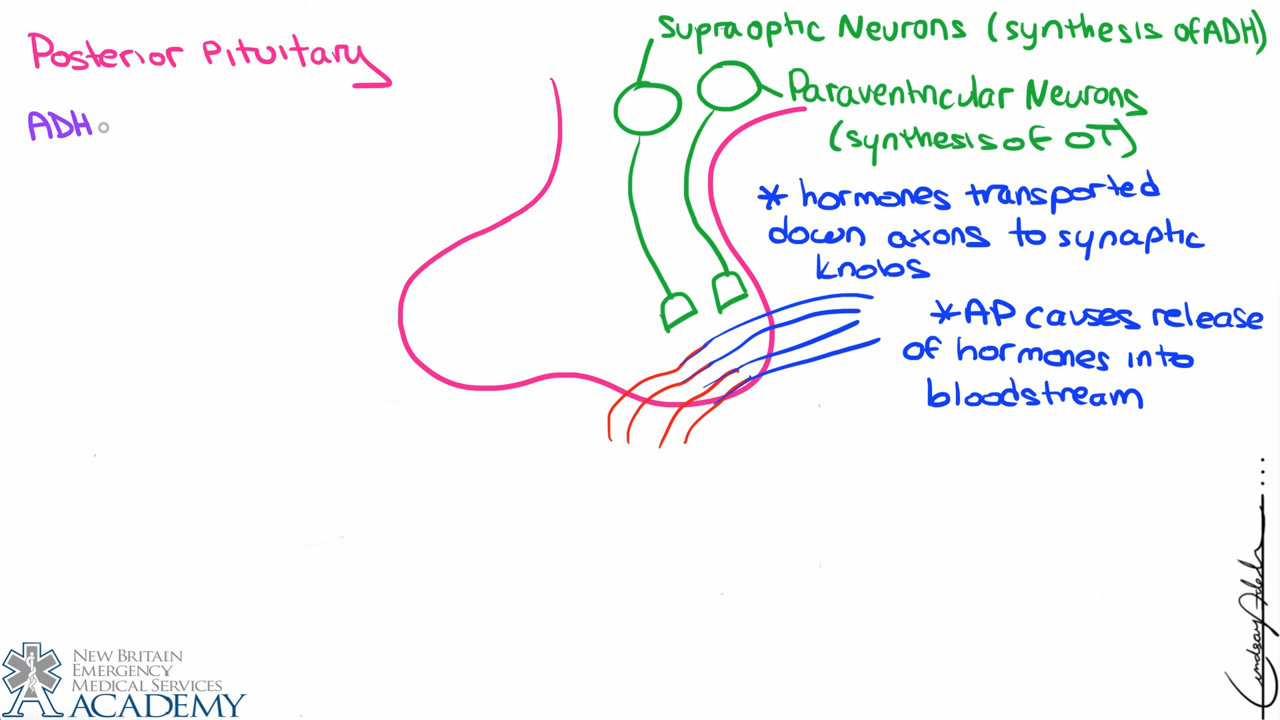 Posterior Pituitary
ADH
Supraoptic Neurons (synthesis of ADH)
Paraventricular Neurons
(synthesis of OT)
* hormones transported
down axons to synaptic
knobs
* AP causes release
of hormones into
bloodstream
NEW BRITAIN
EMERGENCY
MEDICAL SERVICES
ACADEMY